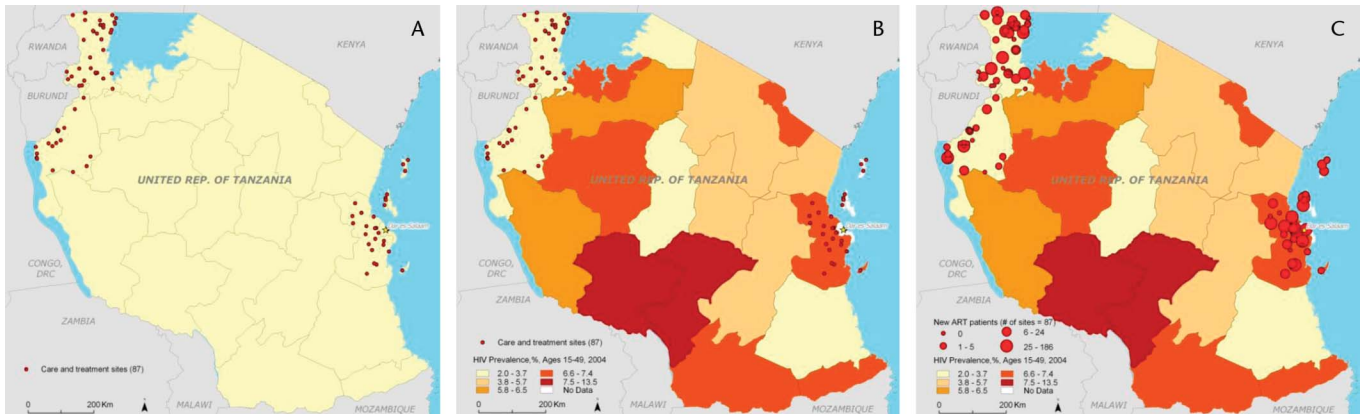 A
RWANDA
KENYA
BURUNDI
UNITED REP. OF TANZANIA
CONGO,
DRC
ZAMBIA
Care and treatment sites (87)
0 200 Km
MALAWI
MOZAMBIQUE
B
RWANDA
KENYA
BURUNDI
UNITED REP. OF TANZANIA
CONGO,
DRC
ZAMBIA
Care and treatment sites (87)
HIV Prevalence,%, Ages 15-49, 2004
2.0 - 3.7 6.6 - 7.4
3.8 - 5.7 7.5 - 13.5
5.8 - 6.5 No Data
0 200 Km
MALAWI
MOZAMBIQUE
C
RWANDA
KENYA
BURUNDI
UNITED REP. OF TANZANIA
CONGO,
DRC
ZAMBIA
New ART patients (# of sites = 87)
0 6 - 24
1 - 5 25 - 186
HIV Prevalence,%, Ages 15-49, 2004
2.0 - 3.7 6.6 - 7.4
3.8 - 5.7 7.5 - 13.5
5.8 - 6.5 No Data
0 200 Km
MALAWI
MOZAMBIQUE